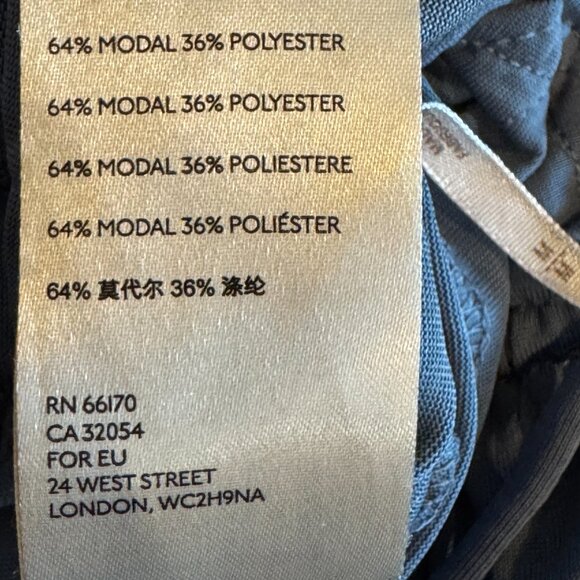 64% MODAL 36% POLYESTER
64% MODAL 36% POLYESTER
64% MODAL 36% POLIESTERE
64% MODAL 36% POLIÉSTER
64% 莫代尔 36% 涤纶
RN 66170
CA 32054
FOR EU
24 WEST STREET
LONDON, WC2H9NA